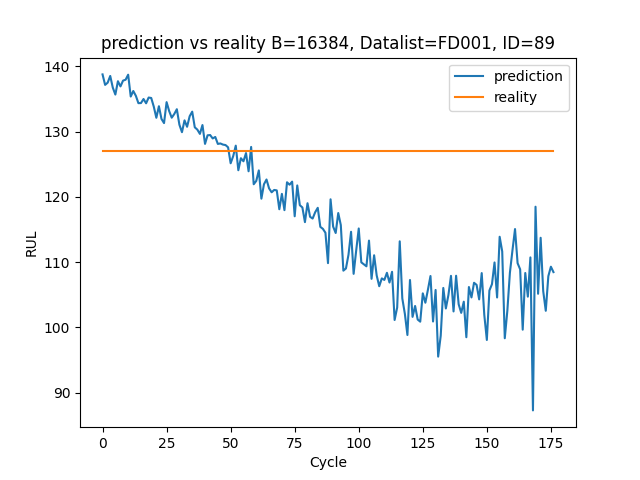 prediction vs reality B=16384, Datalist=FD001, ID=89
prediction
reality
RUL
140
130
120
110
100
90
0 25 50 75 100 125 150 175
Cycle